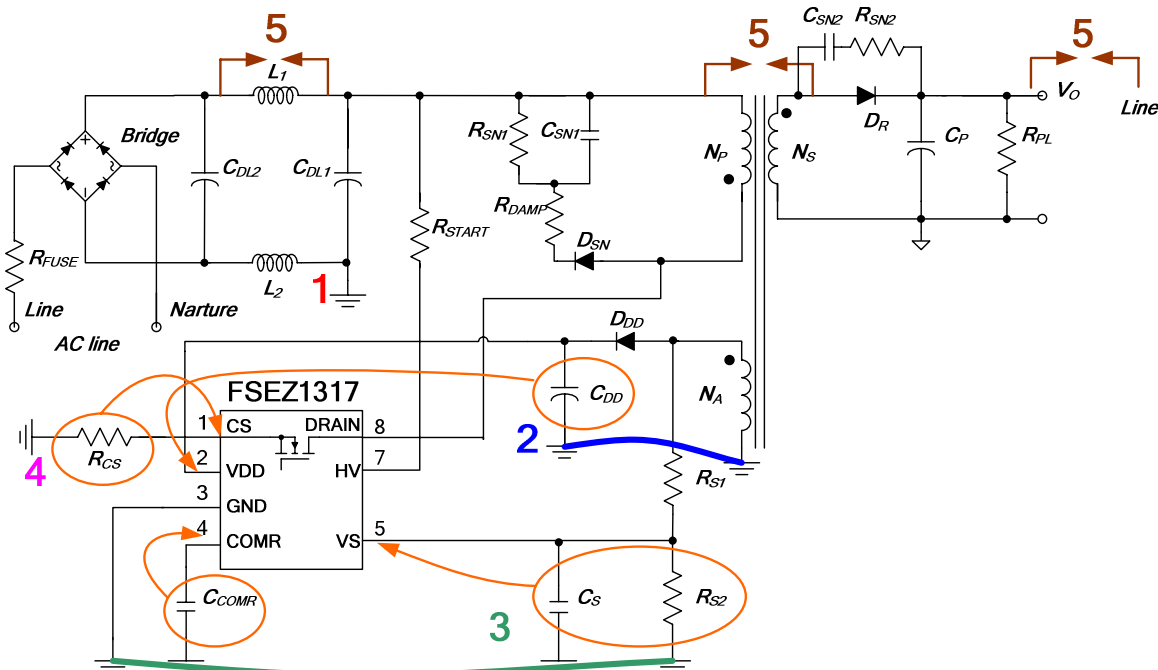 5
5
5
L1
CSN2
RSN2
VO
Line
Bridge
RSN1
CSN1
DR
CP
RPL
CDL2
CDL1
NP
NS
RDAMP
RSTART
DSN
RFUSE
L2
1
Line
Narture
AC line
DDD
FSEZ1317
CDD
NA
1
CS
DRAIN
8
2
RCS
4
2
VDD
HV
7
RS1
3
GND
4
COMR
VS
5
CCOMR
CS
RS2
3